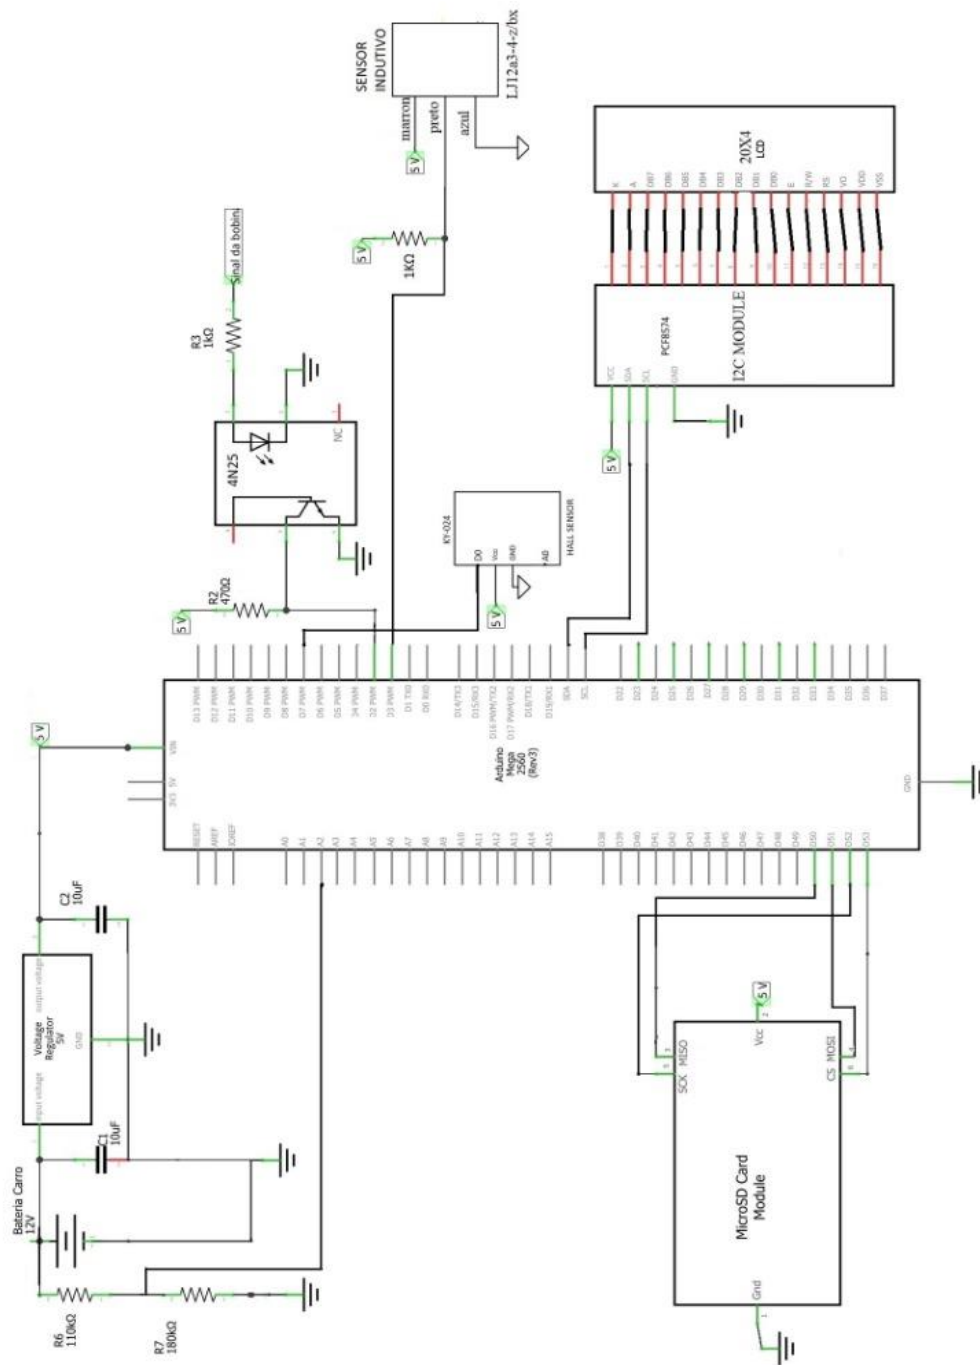 SENSOR
INDUTIVO
LJ12a3-4-z/bx
marron
preto
azul
5 V
5 V
1KΩ
Sinal da bobina
R3
1kΩ
4N25
NC
R2
470Ω
5 V
20X4
LCD
K
A
DB7
DB6
DB5
DB4
DB3
DB2
DB1
DB0
E
R/W
RS
VO
VDD
VSS
PCF8574
I2C MODULE
VCC
SDA
SCL
GND
5 V
KY-024
HALL SENSOR
D0
Vcc
GND
A0
5 V
D13 PWM
D12 PWM
D11 PWM
D10 PWM
D9 PWM
D8 PWM
D7 PWM
D6 PWM
D5 PWM
D4 PWM
D2 PWM
D3 PWM
D1 TX0
D0 RX0
D14/TX3
D15/RX3
D16 PWM/TX2
D17 PWM/RX2
D18/TX1
D19/RX1
SDA
SCL
D22
D23
D24
D25
D26
D27
D28
D29
D30
D31
D32
D33
D34
D35
D36
D37
5 V
VIN
5V
3V3
Arduino
Mega
2560
(Rev3)
GND
RESET
AREF
IOREF
A0
A1
A2
A3
A4
A5
A6
A7
A8
A9
A10
A11
A12
A13
A14
A15
D38
D39
D40
D41
D42
D43
D44
D45
D46
D47
D48
D49
D50
D51
D52
D53
C2
10uF
input voltage
output voltage
Voltage
Regulator
5V
GND
C1
10uF
Bateria Carro
12V
R6
110kΩ
R7
180kΩ
5 V
Vcc
MISO
SCK
MOSI
CS
MicroSD Card
Module
Gnd